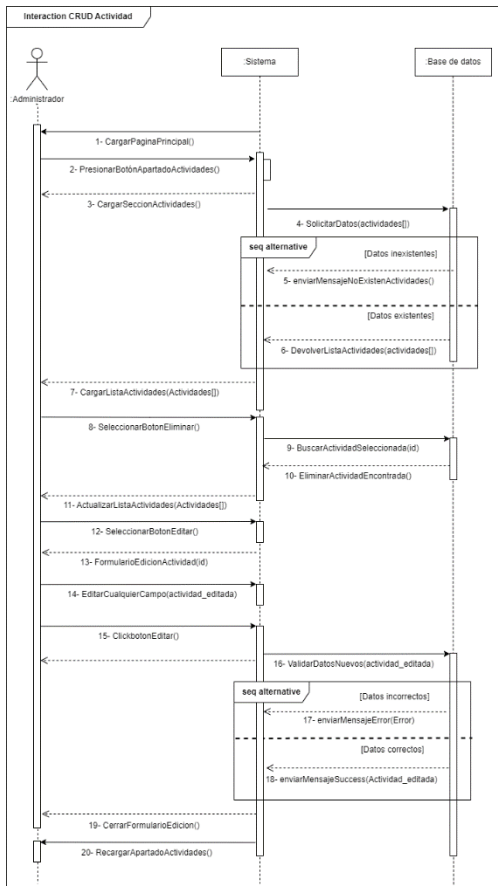 Interaction CRUD Actividad
:Administrador
:Sistema
:Base de datos
1- CargarPaginaPrincipal()
2- PresionarBotónApartadoActividades()
3- CargarSeccionActividades()
4- SolicitarDatos(actividades[])
seq alternative
[Datos inexistentes]
5- enviarMensajeNoExistenActividades()
[Datos existentes]
6- DevolverListaActividades(actividades[])
7- CargarListaActividades(Actividades[])
8- SeleccionarBotonEliminar()
9- BuscarActividadSeleccionada(id)
10- EliminarActividadEncontrada()
11- ActualizarListaActividades(Actividades[])
12- SeleccionarBotonEditar()
13- FormularioEdicionActividad(id)
14- EditarCualquierCampo(actividad_editada)
15- ClickbotonEditar()
16- ValidarDatosNuevos(actividad_editada)
seq alternative
[Datos incorrectos]
17- enviarMensajeError(Error)
[Datos correctos]
18- enviarMensajeSuccess(Actividad_editada)
19- CerrarFormularioEdicion()
20- RecargarApartadoActividades()